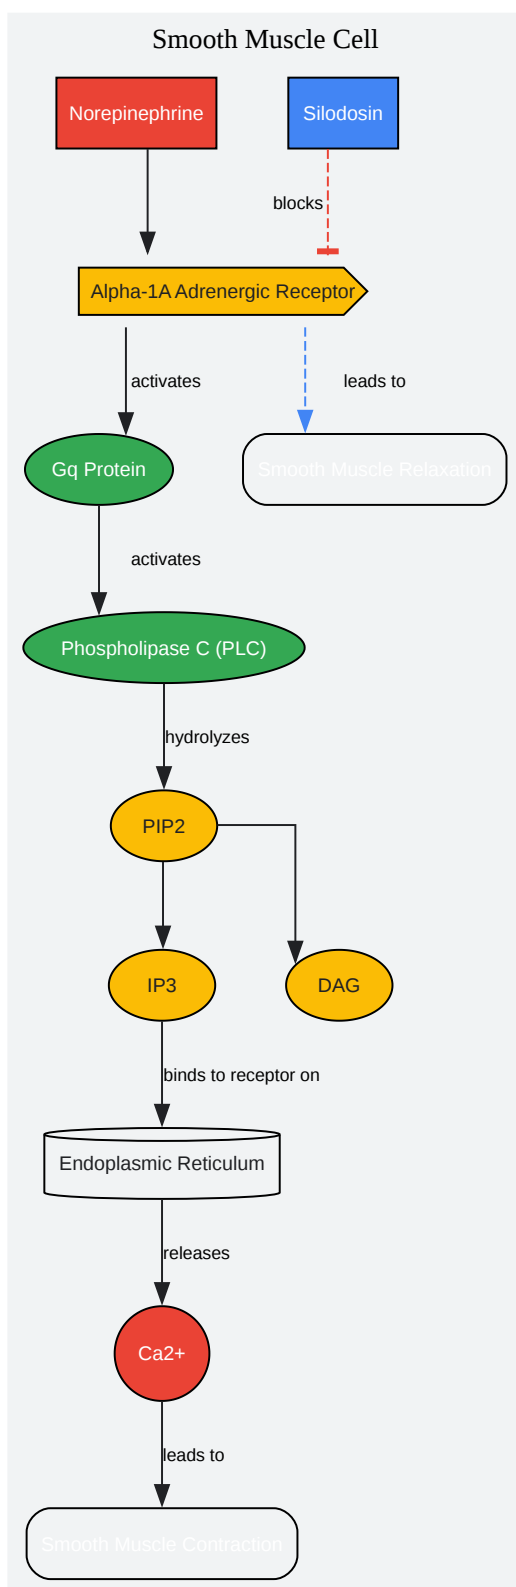 Smooth Muscle Cell
Norepinephrine
Silodosin
blocks
Alpha-1A Adrenergic Receptor
activates
leads to
Gq Protein
Smooth Muscle Relaxation
activates
Phospholipase C (PLC)
hydrolyzes
PIP2
IP3
DAG
binds to receptor on
Endoplasmic Reticulum
releases
Ca2+
leads to
Smooth Muscle Contraction